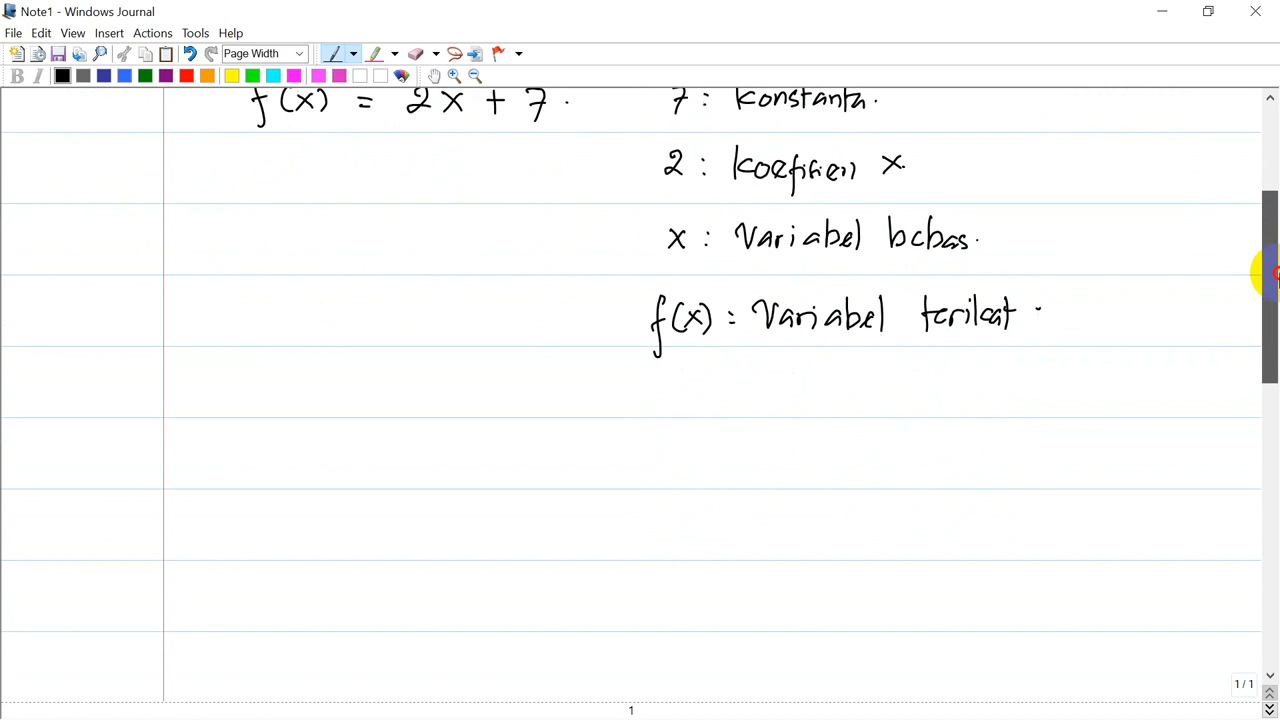 Note1 - Windows Journal
File Edit View Insert Actions Tools Help
Page Width
B I
f(x) = 2x + 7 . 7 : Konstanta.
2 : Koefisien x.
x : Variabel bebas.
f(x) : Variabel terikat .
1/1
1